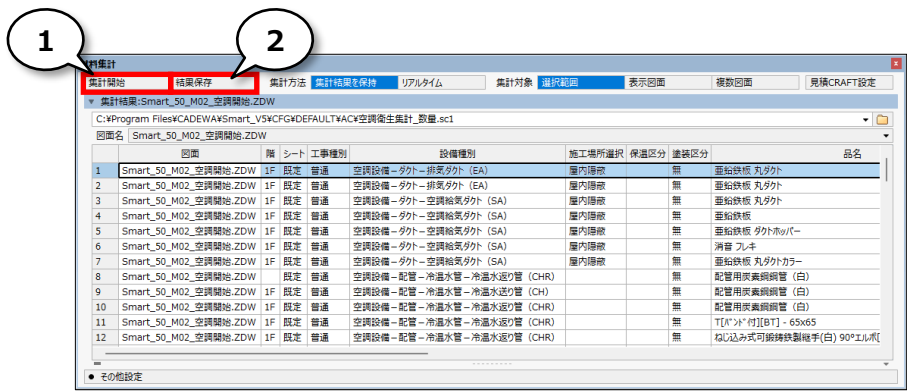 1 2
料集計
集計開始 結果保存 集計方法 集計結果を保持 リアルタイム 集計対象 選択範囲 表示図面 複数図面 見積CRAFT設定
集計結果:Smart_50_M02_空調開始.ZDW
C:¥Program Files¥CADEWA¥Smart_V5¥CFG¥DEFAULT¥AC¥空調衛生集計_数量.sc1
図面名 Smart_50_M02_空調開始.ZDW
図面 階 シート 工事種別 設備種別 施工場所選択 保温区分 塗装区分 品名
1 Smart_50_M02_空調開始.ZDW 1F 既定 普通 空調設備－ダクト－排気ダクト（EA） 屋内隠蔽 無 亜鉛鉄板 丸ダクト
2 Smart_50_M02_空調開始.ZDW 1F 既定 普通 空調設備－ダクト－排気ダクト（EA） 屋内隠蔽 無 亜鉛鉄板 丸ダクト
3 Smart_50_M02_空調開始.ZDW 1F 既定 普通 空調設備－ダクト－空調給気ダクト（SA） 屋内隠蔽 無 亜鉛鉄板 丸ダクト
4 Smart_50_M02_空調開始.ZDW 1F 既定 普通 空調設備－ダクト－空調給気ダクト（SA） 屋内隠蔽 無 亜鉛鉄板
5 Smart_50_M02_空調開始.ZDW 1F 既定 普通 空調設備－ダクト－空調給気ダクト（SA） 屋内隠蔽 無 亜鉛鉄板 ダクトホッパー
6 Smart_50_M02_空調開始.ZDW 1F 既定 普通 空調設備－ダクト－空調給気ダクト（SA） 屋内隠蔽 無 消音 フレキ
7 Smart_50_M02_空調開始.ZDW 1F 既定 普通 空調設備－ダクト－空調給気ダクト（SA） 屋内隠蔽 無 亜鉛鉄板 丸ダクトカラー
8 Smart_50_M02_空調開始.ZDW 既定 普通 空調設備－配管－冷温水管－冷温水返り管（CHR） 無 配管用炭素鋼鋼管（白）
9 Smart_50_M02_空調開始.ZDW 1F 既定 普通 空調設備－配管－冷温水管－冷温水送り管（CH） 無 配管用炭素鋼鋼管（白）
10 Smart_50_M02_空調開始.ZDW 1F 既定 普通 空調設備－配管－冷温水管－冷温水返り管（CHR） 無 配管用炭素鋼鋼管（白）
11 Smart_50_M02_空調開始.ZDW 1F 既定 普通 空調設備－配管－冷温水管－冷温水返り管（CHR） 無 T[ﾊﾞﾝﾄﾞ付][BT] - 65x65
12 Smart_50_M02_空調開始.ZDW 1F 既定 普通 空調設備－配管－冷温水管－冷温水返り管（CHR） 無 ねじ込み式可鍛鋳鉄製継手(白) 90°エルボ[
その他設定